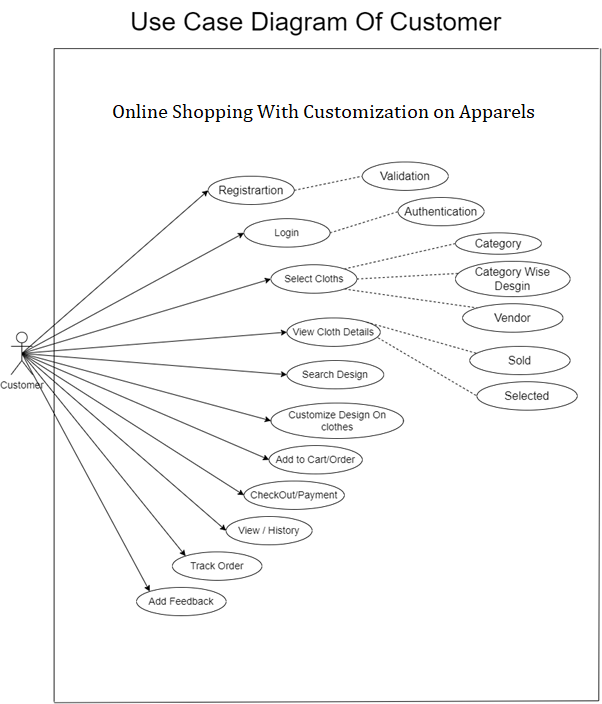 Use Case Diagram Of Customer
Online Shopping With Customization on Apparels
Registrartion
Validation
Login
Authentication
Select Cloths
Category
Category Wise
Desgin
Vendor
View Cloth Details
Sold
Selected
Search Design
Customer
Customize Design On
clothes
Add to Cart/Order
CheckOut/Payment
View / History
Track Order
Add Feedback